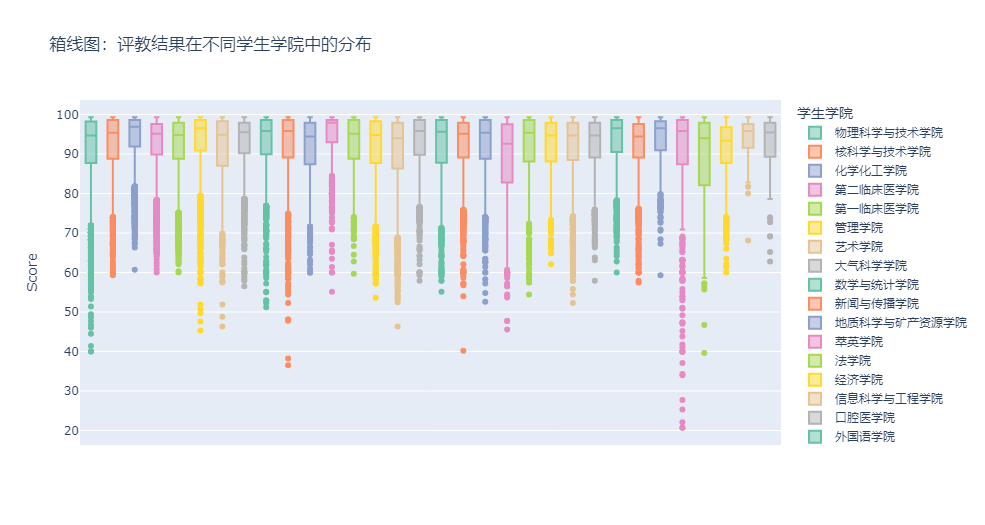 箱线图：评教结果在不同学生学院中的分布
Score
100
90
80
70
60
50
40
30
20
学生学院
物理科学与技术学院
核科学与技术学院
化学化工学院
第二临床医学院
第一临床医学院
管理学院
艺术学院
大气科学学院
数学与统计学院
新闻与传播学院
地质科学与矿产资源学院
萃英学院
法学院
经济学院
信息科学与工程学院
口腔医学院
外国语学院